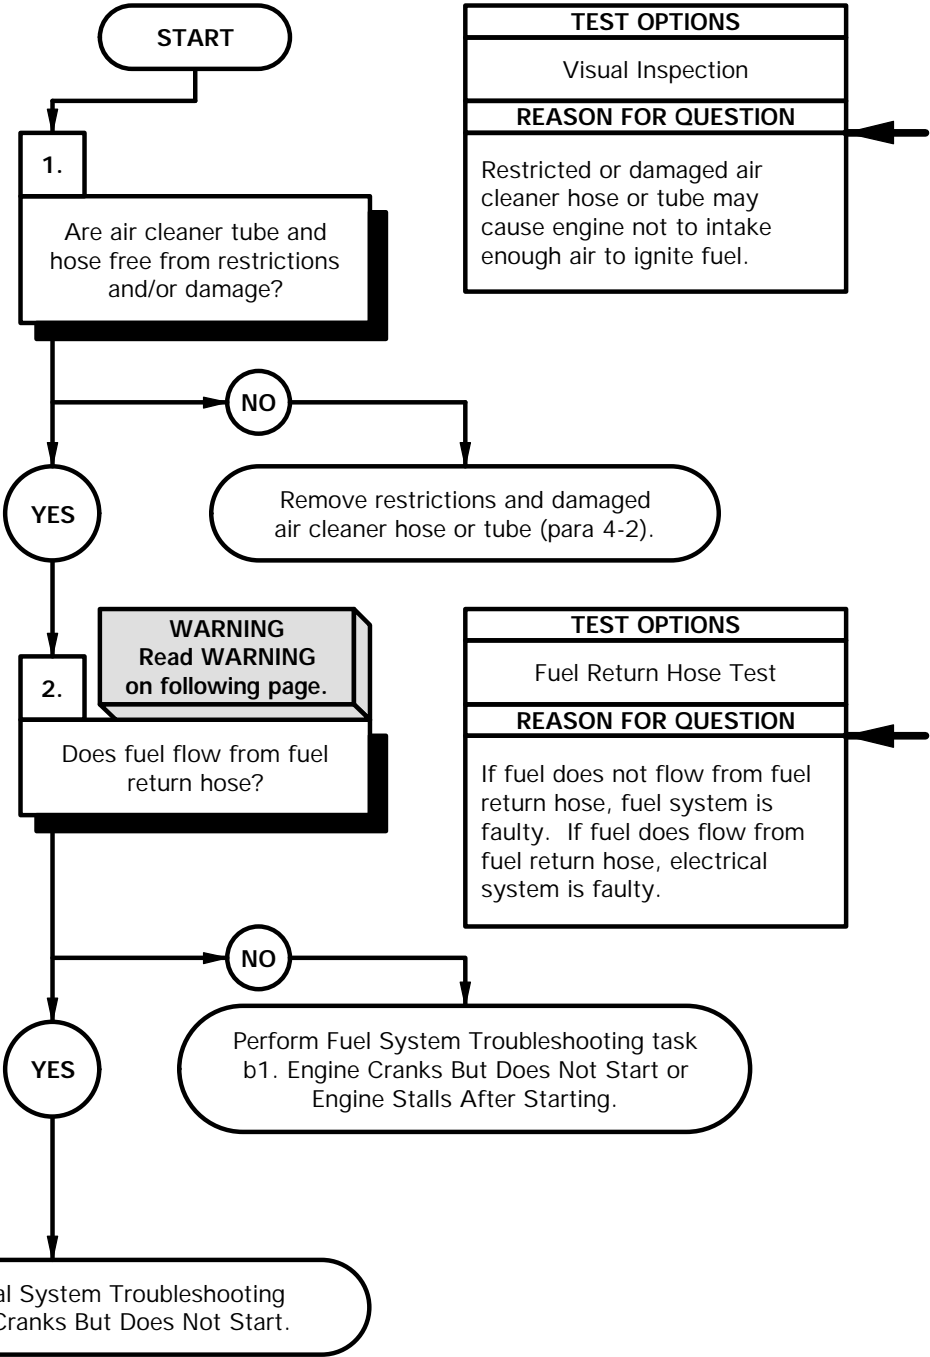 START
1.
Are air cleaner tube and
hose free from restrictions
and/or damage?
TEST OPTIONS
Visual Inspection
REASON FOR QUESTION
Restricted or damaged air
cleaner hose or tube may
cause engine not to intake
enough air to ignite fuel.
NO
YES
Remove restrictions and damaged
air cleaner hose or tube (para 4-2).
WARNING
Read WARNING
on following page.
2.
Does fuel flow from fuel
return hose?
TEST OPTIONS
Fuel Return Hose Test
REASON FOR QUESTION
If fuel does not flow from fuel
return hose, fuel system is
faulty. If fuel does flow from
fuel return hose, electrical
system is faulty.
NO
YES
Perform Fuel System Troubleshooting task
b1. Engine Cranks But Does Not Start or
Engine Stalls After Starting.
System Troubleshooting
Cranks But Does Not Start.